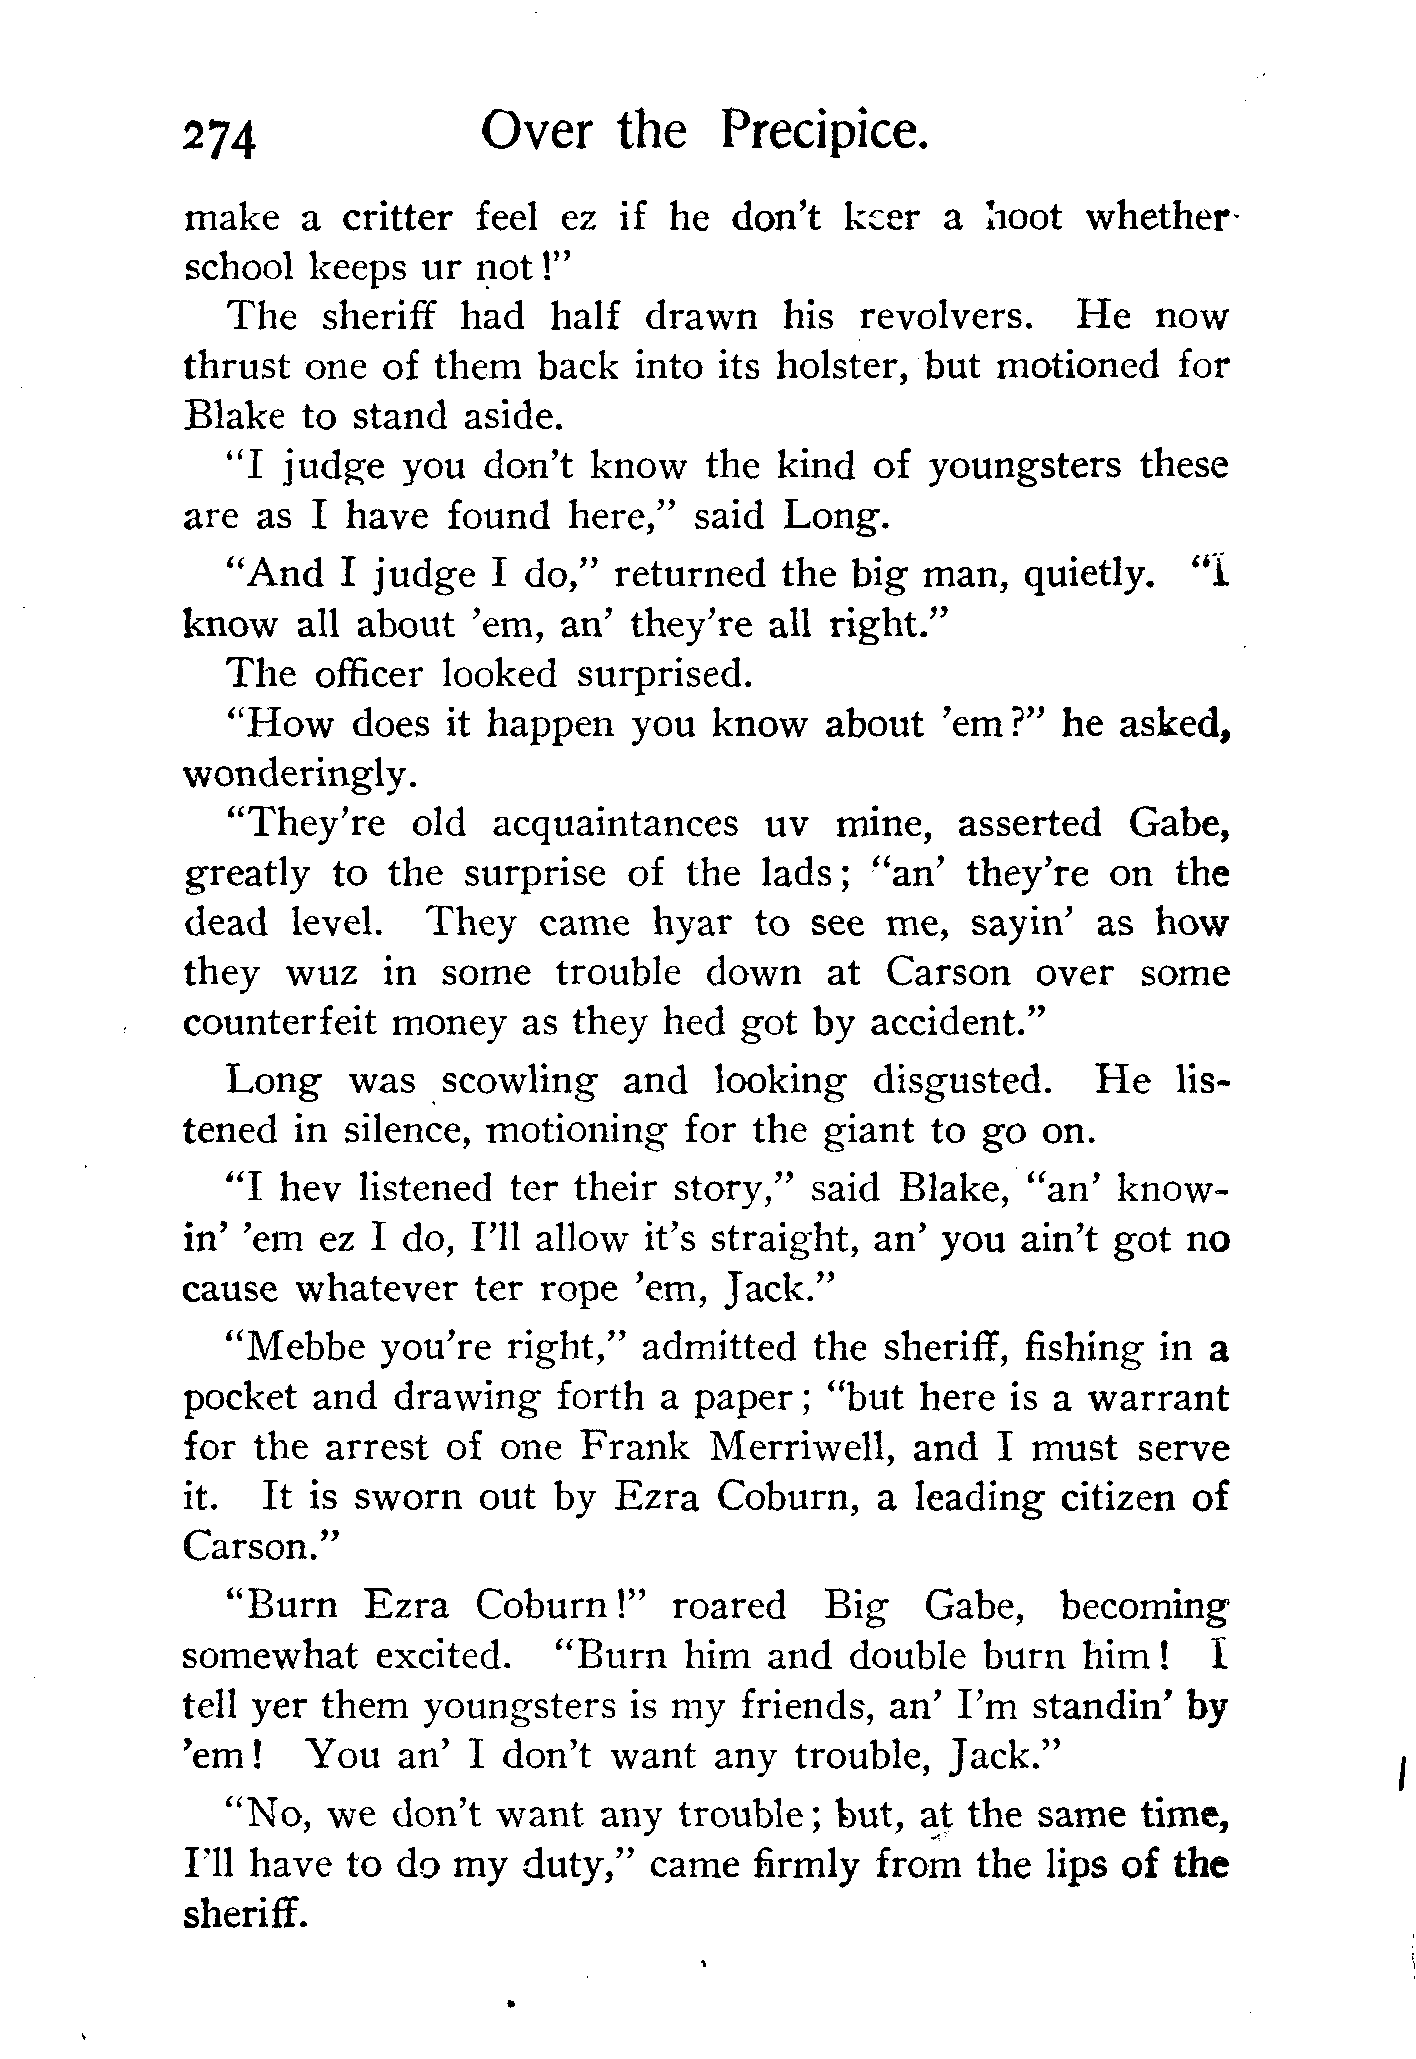 274 Over the Precipice.
make a critter feel ez if he don't keer a hoot whether
school keeps ur not!"
The sheriff had half drawn his revolvers. He now
thrust one of them back into its holster, but motioned for
Blake to stand aside.
"I judge you don't know the kind of youngsters these
are as I have found here," said Long.
"And I judge I do," returned the big man, quietly. "I
know all about 'em, an' they're all right."
The officer looked surprised.
"How does it happen you know about 'em?" he asked,
wonderingly.
"They're old acquaintances uv mine, asserted Gabe,
greatly to the surprise of the lads; "an' they're on the
dead level. They came hyar to see me, sayin' as how
they wuz in some trouble down at Carson over some
counterfeit money as they hed got by accident."
Long was scowling and looking disgusted. He lis-
tened in silence, motioning for the giant to go on.
"I hev listened ter their story," said Blake, "an' know-
in' 'em ez I do, I'll allow it's straight, an' you ain't got no
cause whatever ter rope 'em, Jack."
"Mebbe you're right," admitted the sheriff, fishing in a
pocket and drawing forth a paper; "but here is a warrant
for the arrest of one Frank Merriwell, and I must serve
it. It is sworn out by Ezra Coburn, a leading citizen of
Carson."
"Burn Ezra Coburn!" roared Big Gabe, becoming
somewhat excited. "Burn him and double burn him! I
tell yer them youngsters is my friends, an' I'm standin' by
'em! You an' I don't want any trouble, Jack."
"No, we don't want any trouble; but, at the same time,
I'll have to do my duty," came firmly from the lips of the
sheriff.